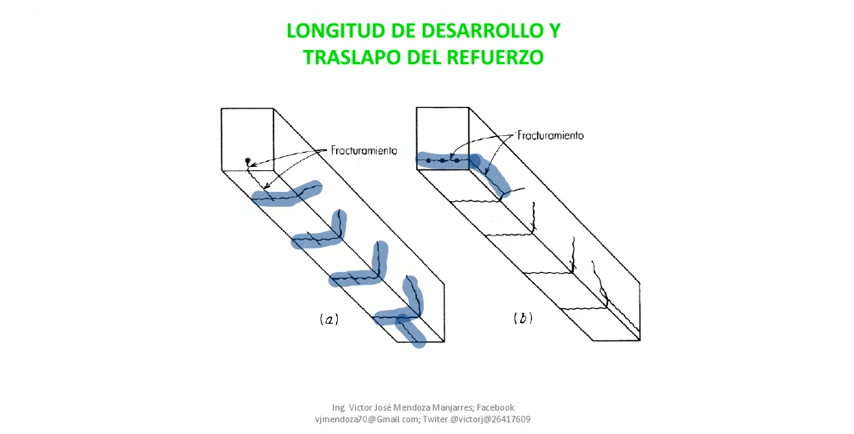 LONGITUD DE DESARROLLO Y
TRASLAPO DEL REFUERZO
Fracturamiento
Fracturamiento
(a)
(b)
Ing. Victor José Mendoza Manjarres; Facebook
vjmendoza70@Gmail com; Twiter @victorj@26417609